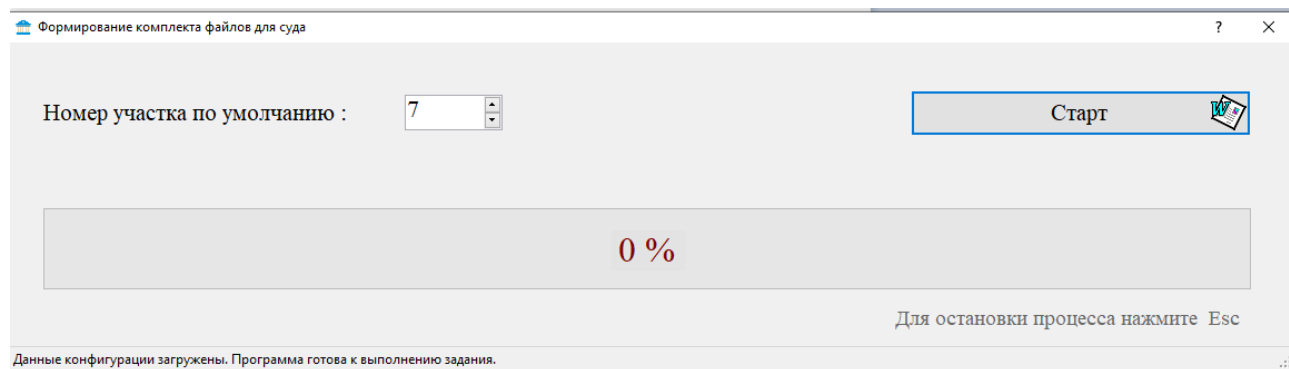 Формирование комплекта файлов для суда ?
Номер участка по умолчанию : 7 Старт
0 %
Для остановки процесса нажмите Esc
Данные конфигурации загружены. Программа готова к выполнению задания.